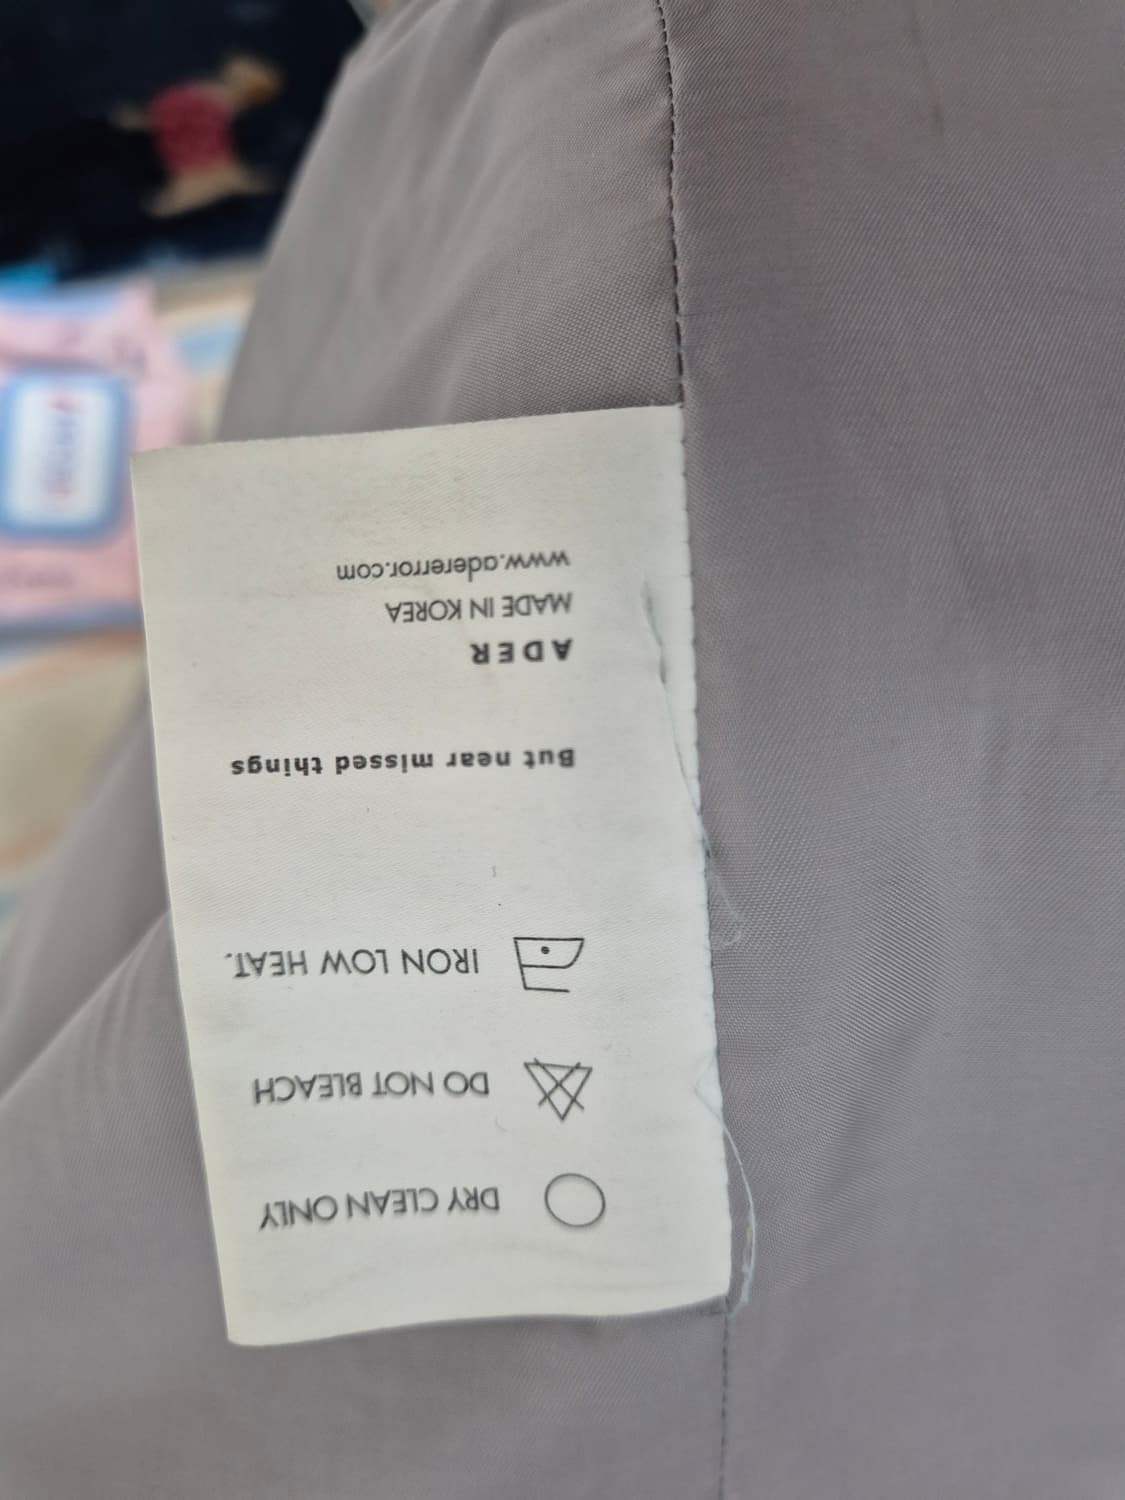 DRY CLEAN ONLY
DO NOT BLEACH
IRON LOW HEAT.
But near missed things
ADER
MADE IN KOREA
www.adererror.com